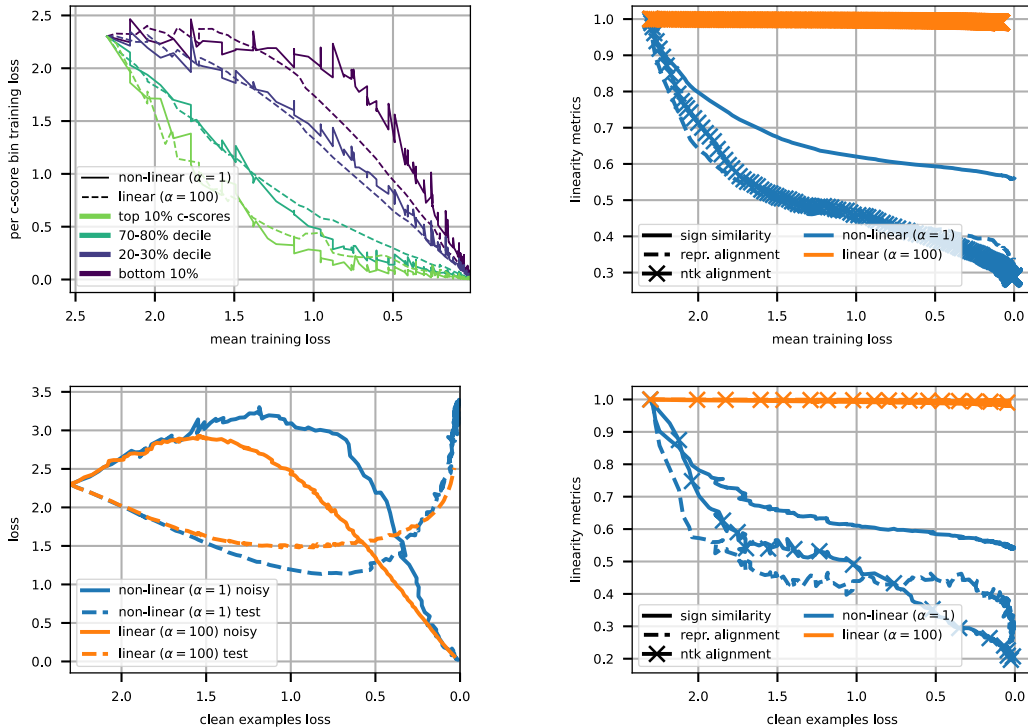 2.5
2.0
1.5
1.0
0.5
0.0
per c-score bin training loss
non-linear (α = 1)
linear (α = 100)
top 10% c-scores
70-80% decile
20-30% decile
bottom 10%
2.5 2.0 1.5 1.0 0.5
mean training loss
1.0
0.9
0.8
0.7
0.6
0.5
0.4
0.3
linearity metrics
sign similarity
repr. alignment
ntk alignment
non-linear (α = 1)
linear (α = 100)
2.0 1.5 1.0 0.5 0.0
mean training loss
3.5
3.0
2.5
2.0
1.5
1.0
0.5
0.0
loss
non-linear (α = 1) noisy
non-linear (α = 1) test
linear (α = 100) noisy
linear (α = 100) test
2.0 1.5 1.0 0.5 0.0
clean examples loss
1.0
0.9
0.8
0.7
0.6
0.5
0.4
0.3
0.2
linearity metrics
sign similarity
repr. alignment
ntk alignment
non-linear (α = 1)
linear (α = 100)
2.0 1.5 1.0 0.5 0.0
clean examples loss